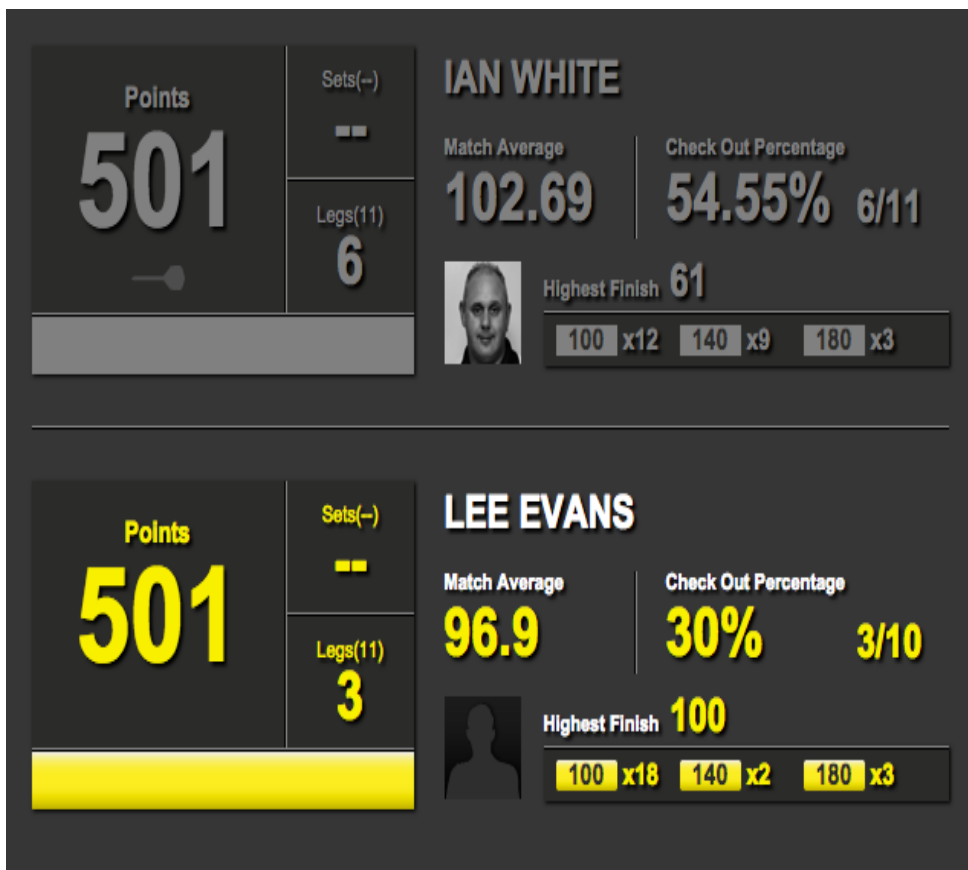 IAN WHITE
Points
501
Sets(--)
--
Legs(11)
6
Match Average
102.69
Check Out Percentage
54.55% 6/11
Highest Finish 61
100 x12 140 x9 180 x3
LEE EVANS
Points
501
Sets(--)
--
Legs(11)
3
Match Average
96.9
Check Out Percentage
30% 3/10
Highest Finish 100
100 x18 140 x2 180 x3